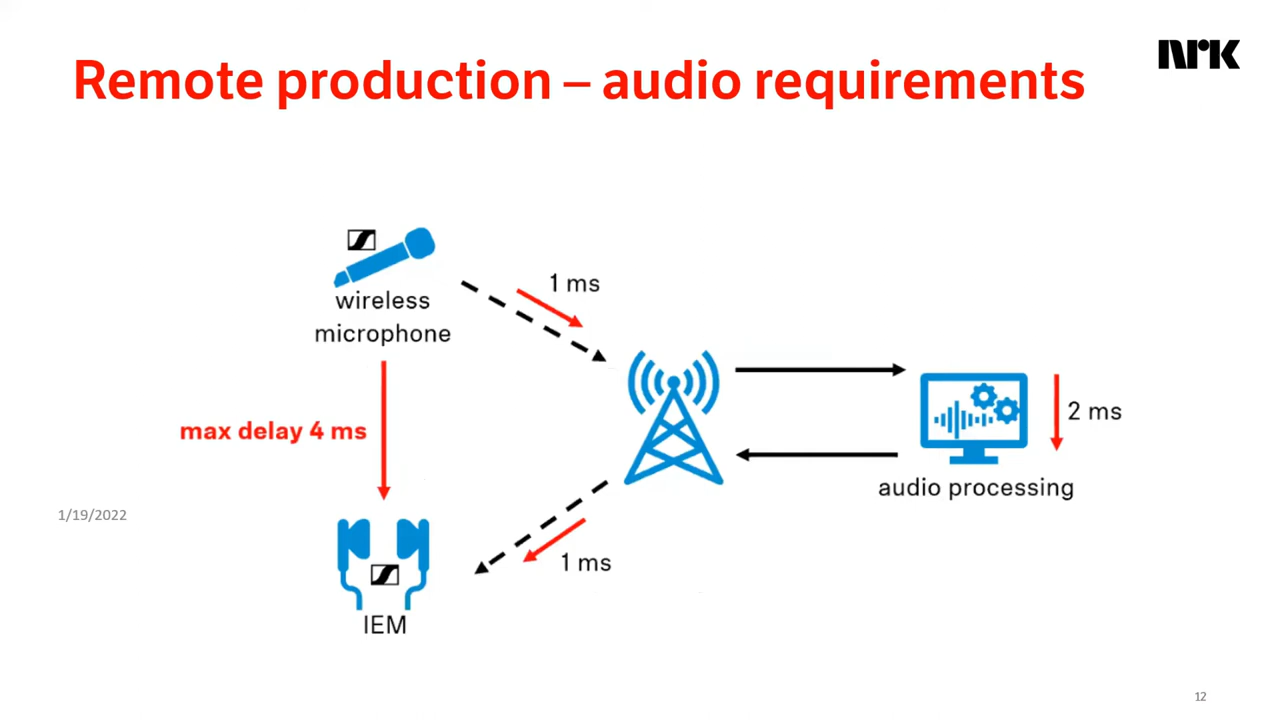 nrk
Remote production – audio requirements
wireless
microphone
1 ms
max delay 4 ms
2 ms
audio processing
1/19/2022
1 ms
IEM
12